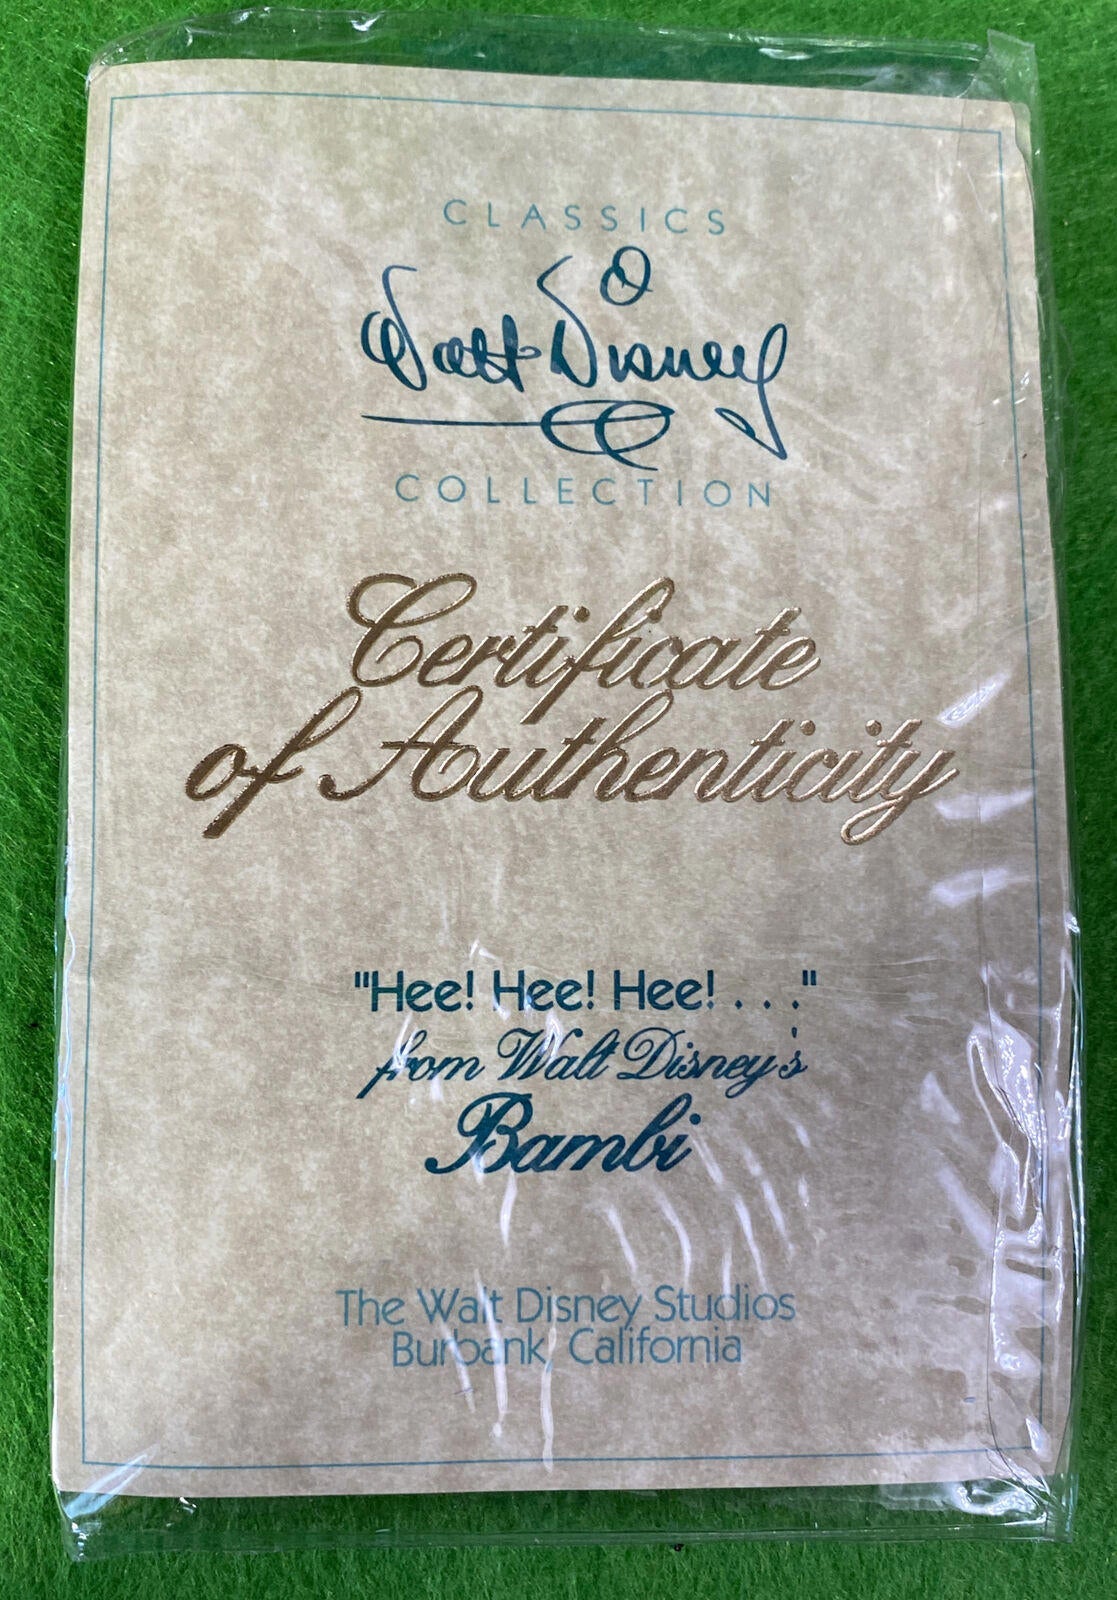 CLASSICS
Walt Disney
COLLECTION
Certificate
of Authenticity
"Hee! Hee! Hee! . . ."
from Walt Disney's
Bambi
The Walt Disney Studios
Burbank, California